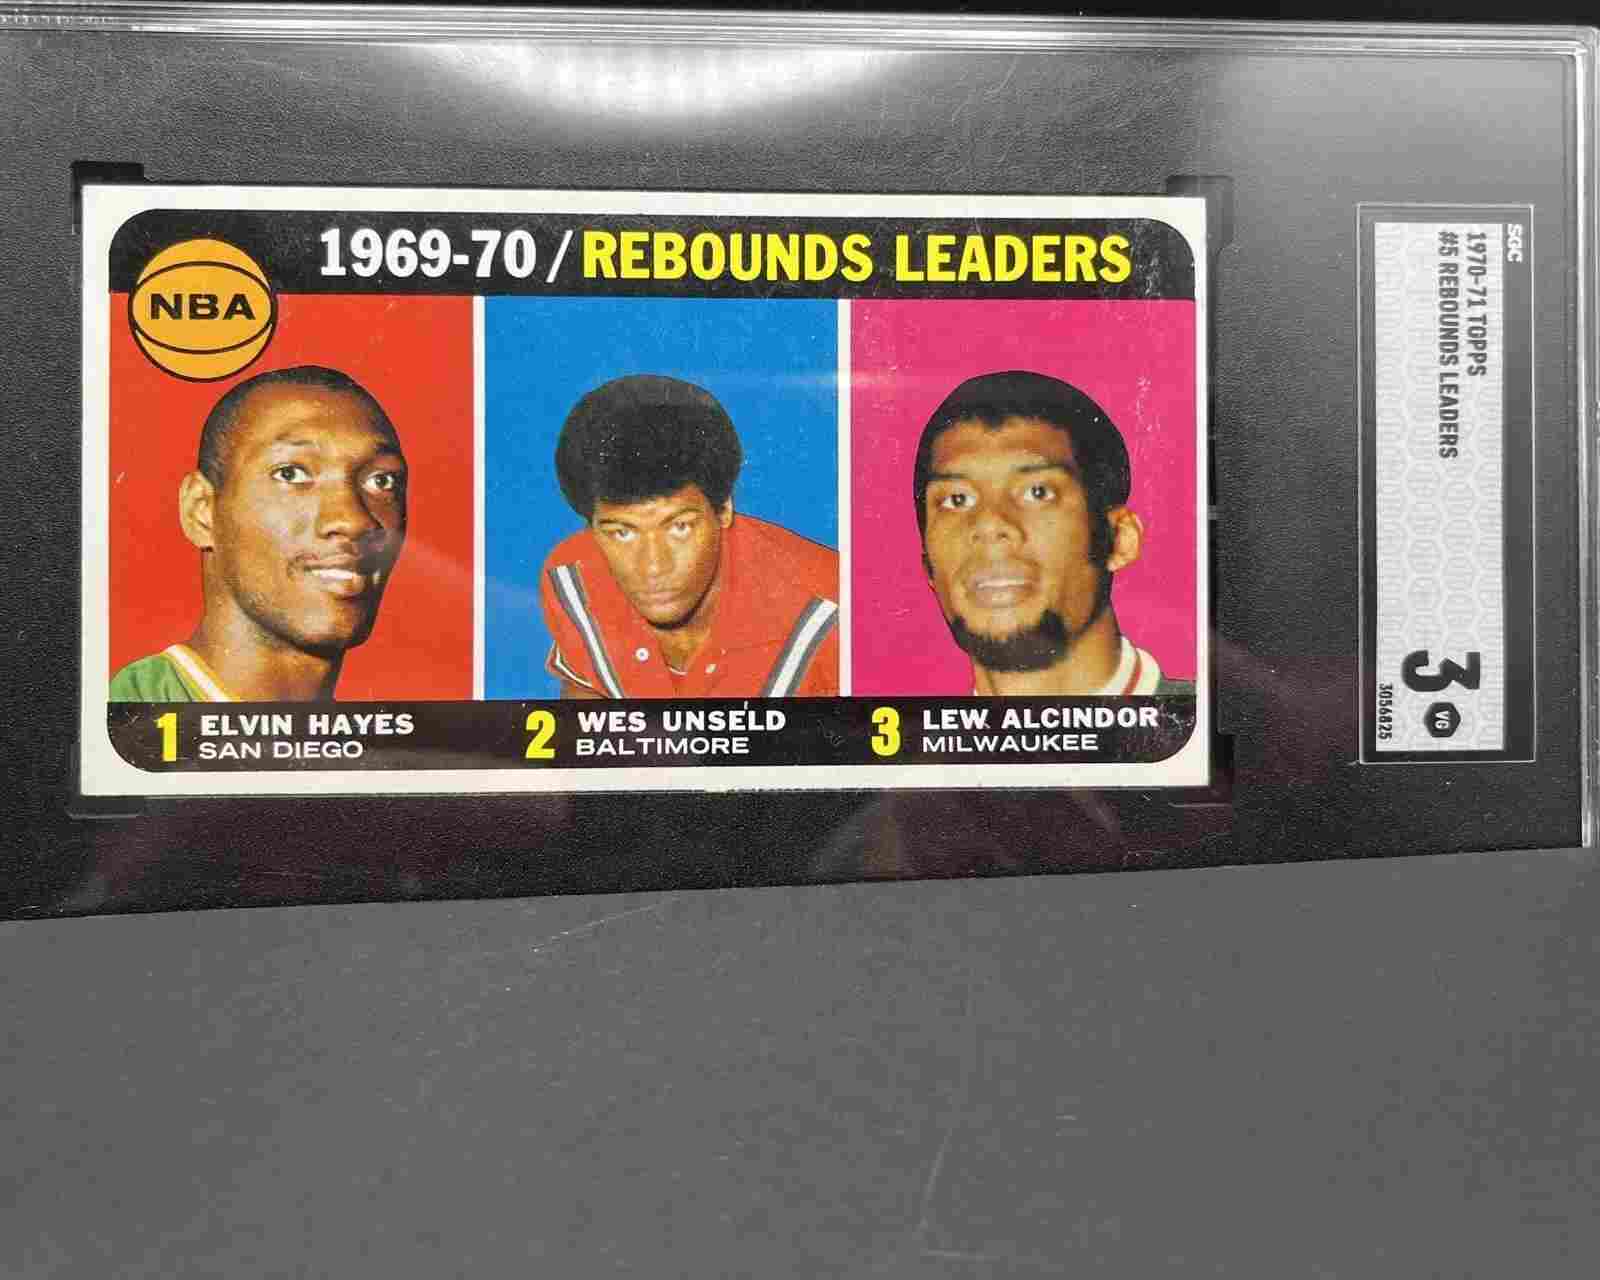 1969-70/REBOUNDS LEADERS
NBA
1 ELVIN HAYES
SAN DIEGO
2 WES UNSELD
BALTIMORE
3 LEW ALCINDOR
MILWAUKEE
SGC
1970-71 TOPPS
#5 REBOUNDS LEADERS
3
VG
3056825